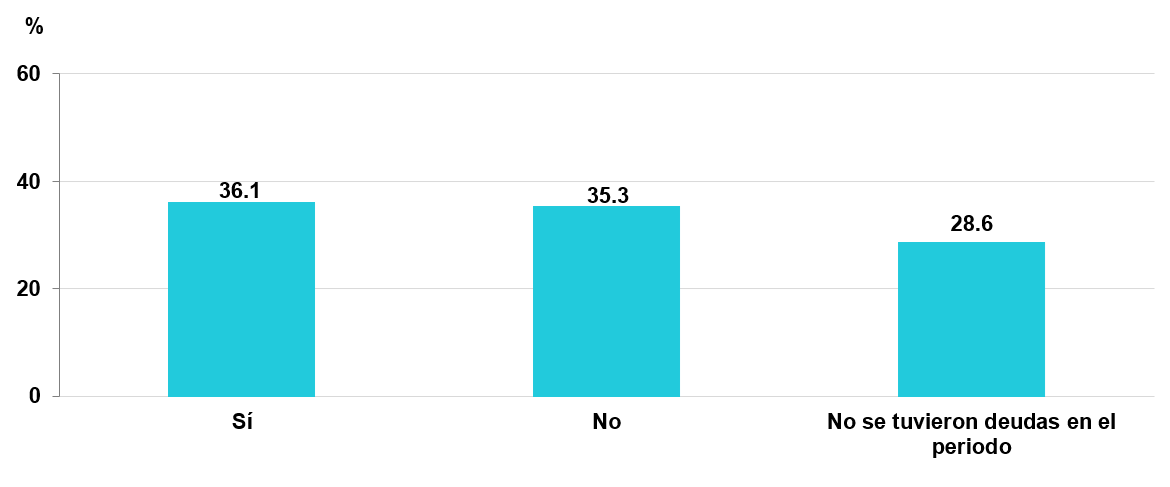 %
60
40
20
0
36.1
35.3
28.6
Sí
No
No se tuvieron deudas en el
periodo